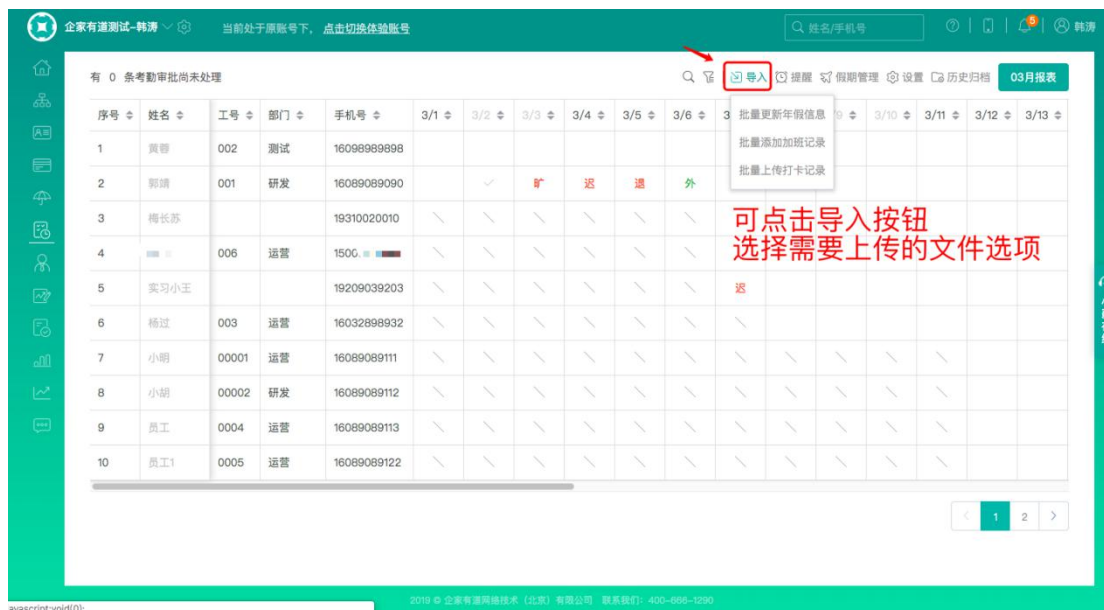 企家有道测试-韩涛 当前处于原账号下， 点击切换体验账号 姓名/手机号 5 韩涛
有 0 条考勤审批尚未处理 导入 提醒 假期管理 设置 历史归档 03月报表
序号 姓名 工号 部门 手机号 3/1 3/2 3/3 3/4 3/5 3/6 3/10 3/11 3/12 3/13
批量更新年假信息
批量添加加班记录
批量上传打卡记录
1 黄蓉 002 测试 16098989898
2 郭靖 001 研发 16089089090 旷 迟 退 外
3 梅长苏 19310020010
可点击导入按钮
选择需要上传的文件选项
4 006 运营 1500
5 实习小王 19209039203 迟
6 杨过 003 运营 16032898932
7 小明 00001 运营 16089089111
8 小胡 00002 研发 16089089112
9 员工 0004 运营 16089089113
10 员工1 0005 运营 16089089122
1 2
2019 © 企家有道网络技术（北京）有限公司 联系我们：400-666-1290
avascript:void(0);